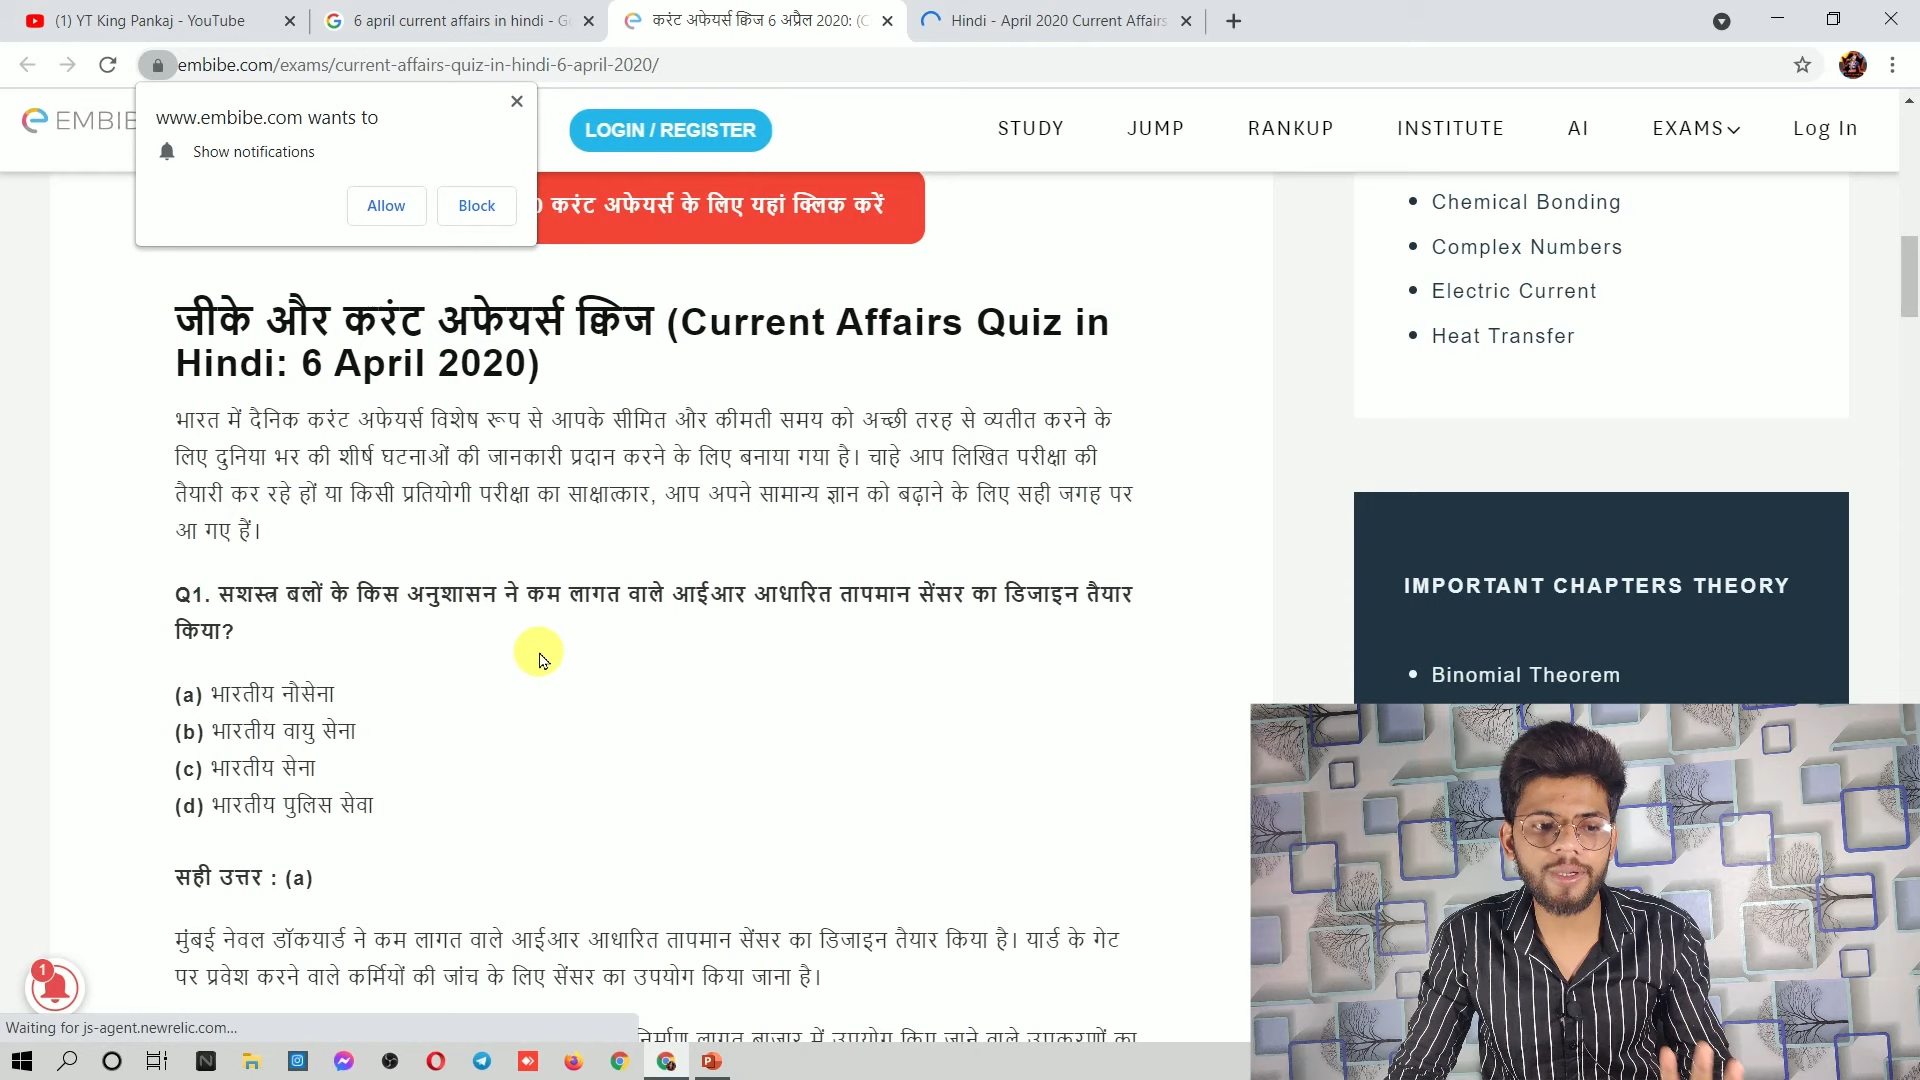 (1) YT King Pankaj - YouTube
6 april current affairs in hindi - G
करंट अफेयर्स क्विज 6 अप्रैल 2020: (C
Hindi - April 2020 Current Affairs
embibe.com/exams/current-affairs-quiz-in-hindi-6-april-2020/
EMBIBE
www.embibe.com wants to
Show notifications
Allow
Block
LOGIN / REGISTER
STUDY
JUMP
RANKUP
INSTITUTE
AI
EXAMS
Log In
0 करंट अफेयर्स के लिए यहां क्लिक करें
जीके और करंट अफेयर्स क्विज (Current Affairs Quiz in
Hindi: 6 April 2020)
भारत में दैनिक करंट अफेयर्स विशेष रूप से आपके सीमित और कीमती समय को अच्छी तरह से व्यतीत करने के
लिए दुनिया भर की शीर्ष घटनाओं की जानकारी प्रदान करने के लिए बनाया गया है। चाहे आप लिखित परीक्षा की
तैयारी कर रहे हों या किसी प्रतियोगी परीक्षा का साक्षात्कार, आप अपने सामान्य ज्ञान को बढ़ाने के लिए सही जगह पर
आ गए हैं।
Q1. सशस्त्र बलों के किस अनुशासन ने कम लागत वाले आईआर आधारित तापमान सेंसर का डिजाइन तैयार
किया?
(a) भारतीय नौसेना
(b) भारतीय वायु सेना
(c) भारतीय सेना
(d) भारतीय पुलिस सेवा
सही उत्तर : (a)
मुंबई नेवल डॉकयार्ड ने कम लागत वाले आईआर आधारित तापमान सेंसर का डिजाइन तैयार किया है। यार्ड के गेट
पर प्रवेश करने वाले कर्मियों की जांच के लिए सेंसर का उपयोग किया जाना है।
निर्माण लागत बाजार में उपयोग किए जाने वाले उपकरणों का
Chemical Bonding
Complex Numbers
Electric Current
Heat Transfer
IMPORTANT CHAPTERS THEORY
Binomial Theorem
1
Waiting for js-agent.newrelic.com...